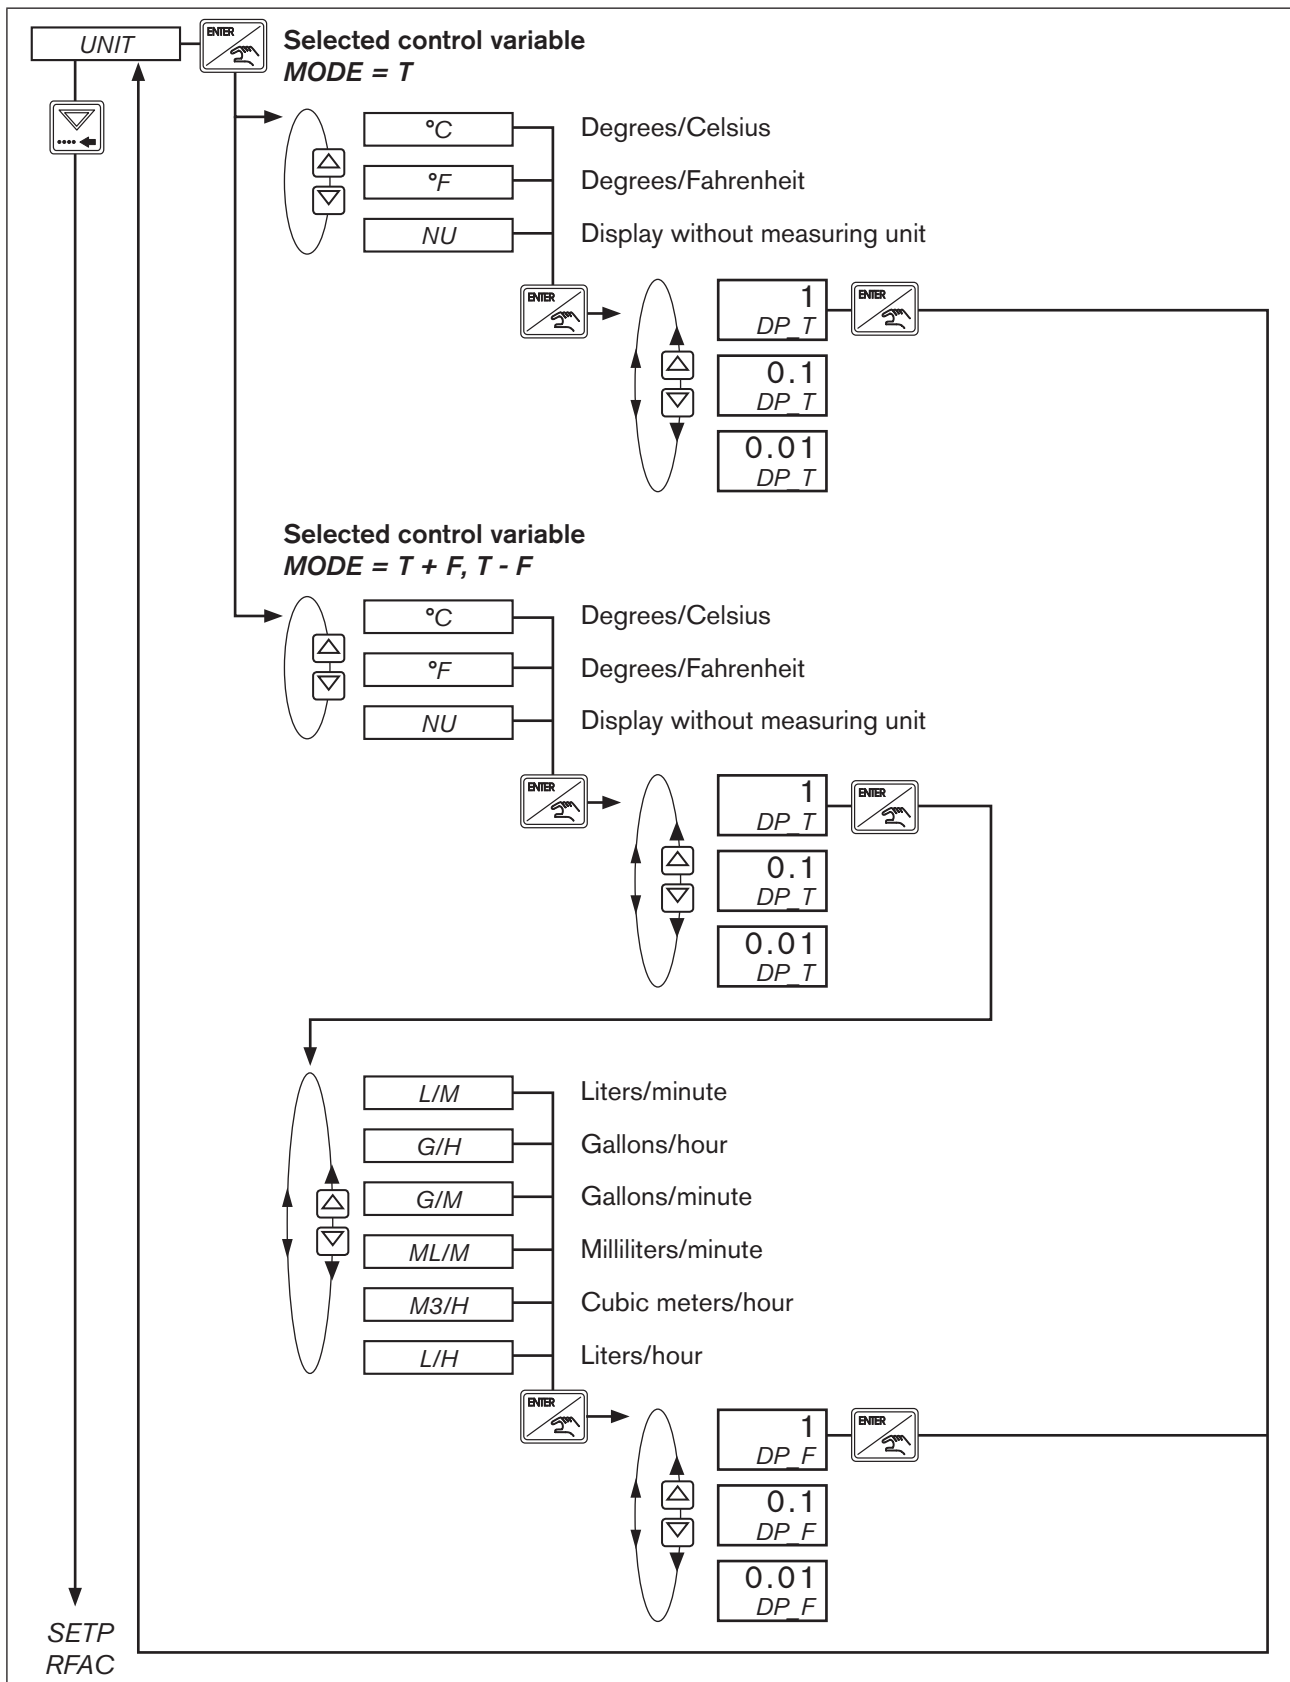 UNIT
ENTER
Selected control variable
MODE = T
°C
Degrees/Celsius
°F
Degrees/Fahrenheit
NU
Display without measuring unit
ENTER
1
DP_T
ENTER
0.1
DP_T
0.01
DP_T
Selected control variable
MODE = T + F, T - F
°C
Degrees/Celsius
°F
Degrees/Fahrenheit
NU
Display without measuring unit
ENTER
1
DP_T
ENTER
0.1
DP_T
0.01
DP_T
L/M
Liters/minute
G/H
Gallons/hour
G/M
Gallons/minute
ML/M
Milliliters/minute
M3/H
Cubic meters/hour
L/H
Liters/hour
ENTER
1
DP_F
ENTER
0.1
DP_F
0.01
DP_F
SETP
RFAC